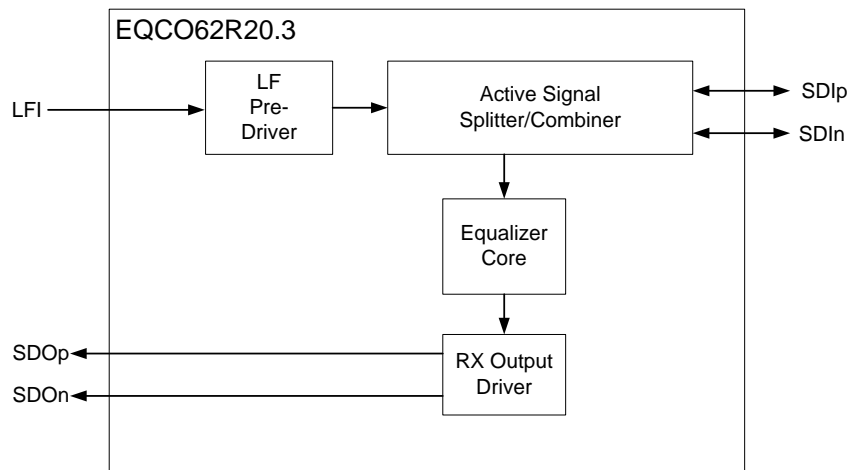 EQCO62R20.3
LFI
LF
Pre-
Driver
Active Signal
Splitter/Combiner
SDIp
SDIn
Equalizer
Core
SDOp
SDOn
RX Output
Driver